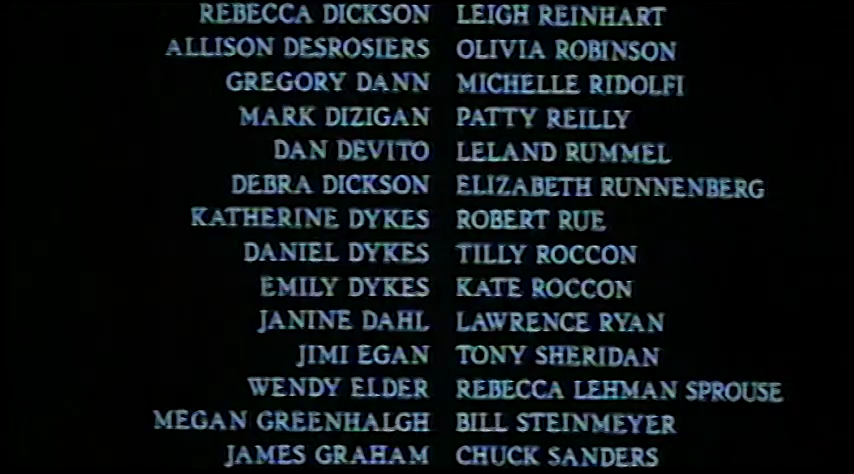 REBECCA DICKSON LEIGH REINHART
ALLISON DESROSIERS OLIVIA ROBINSON
GREGORY DANN MICHELLE RIDOLFI
MARK DIZIGAN PATTY REILLY
DAN DEVITO LELAND RUMMEL
DEBRA DICKSON ELIZABETH RUNNENBERG
KATHERINE DYKES ROBERT RUE
DANIEL DYKES TILLY ROCCON
EMILY DYKES KATE ROCCON
JANINE DAHL LAWRENCE RYAN
JIMI EGAN TONY SHERIDAN
WENDY ELDER REBECCA LEHMAN SPROUSE
MEGAN GREENHALGH BILL STEINMEYER
JAMES GRAHAM CHUCK SANDERS